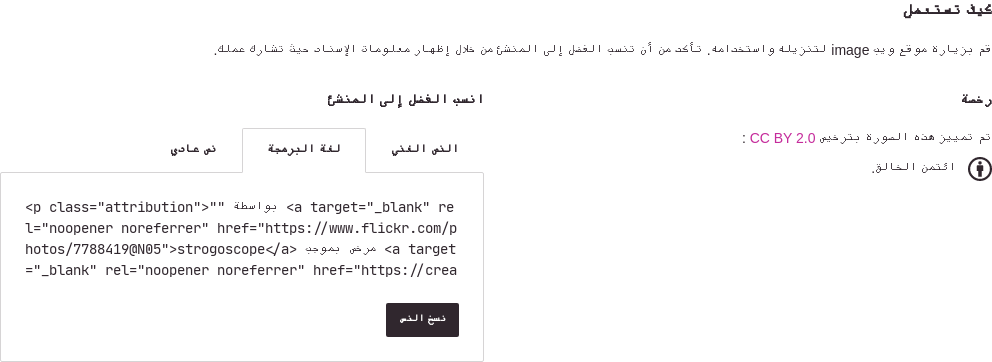 كيف تستعمل
قم بزيارة موقع ويب image لتنزيله واستخدامه. تأكد من أن تنسب الفضل إلى المنشئ من خلال إظهار معلومات الإسناد حيثُ تشارك عملك.
رخصة
تم تمييز هذه الصورة بترخيص CC BY 2.0 :
ائتمن الخالق.
انسب الفضل إلى المنشئ
النص الغني
لغة البرمجة
نص عادي
<p class="attribution">"" بواسطة <a target="_blank" re
l="noopener noreferrer" href="https://www.flickr.com/p
hotos/7788419@N05">strogoscope</a> مرخص بموجب <a target
="_blank" rel="noopener noreferrer" href="https://crea
نسخ النص